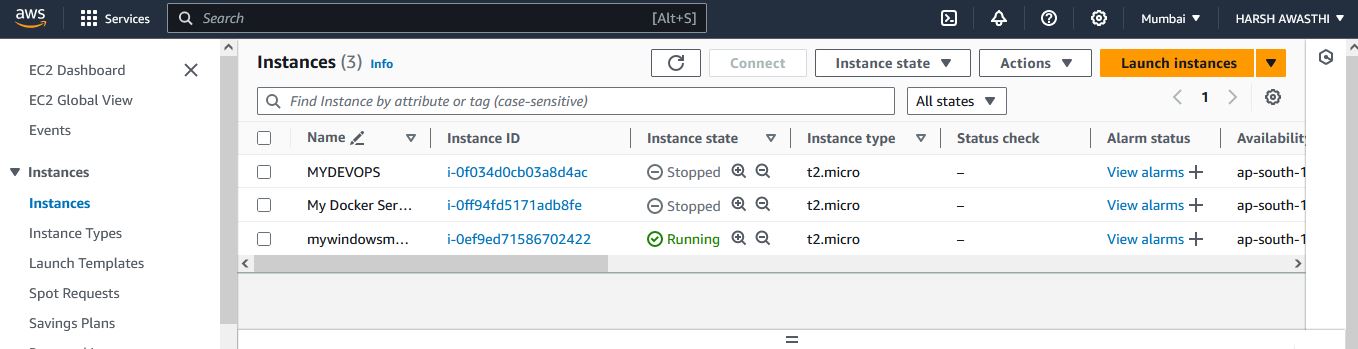 aws Services Search [Alt+S] Mumbai HARSH AWASTHI
EC2 Dashboard
EC2 Global View
Events
Instances
Instances
Instance Types
Launch Templates
Spot Requests
Savings Plans
Instances (3) Info Connect Instance state Actions Launch instances
Find Instance by attribute or tag (case-sensitive) All states 1
Name Instance ID Instance state Instance type Status check Alarm status Availability
MYDEVOPS i-0f034d0cb03a8d4ac Stopped t2.micro – View alarms + ap-south-1
My Docker Ser... i-0ff94fd5171adb8fe Stopped t2.micro – View alarms + ap-south-1
mywindowsm... i-0ef9ed71586702422 Running t2.micro – View alarms + ap-south-1